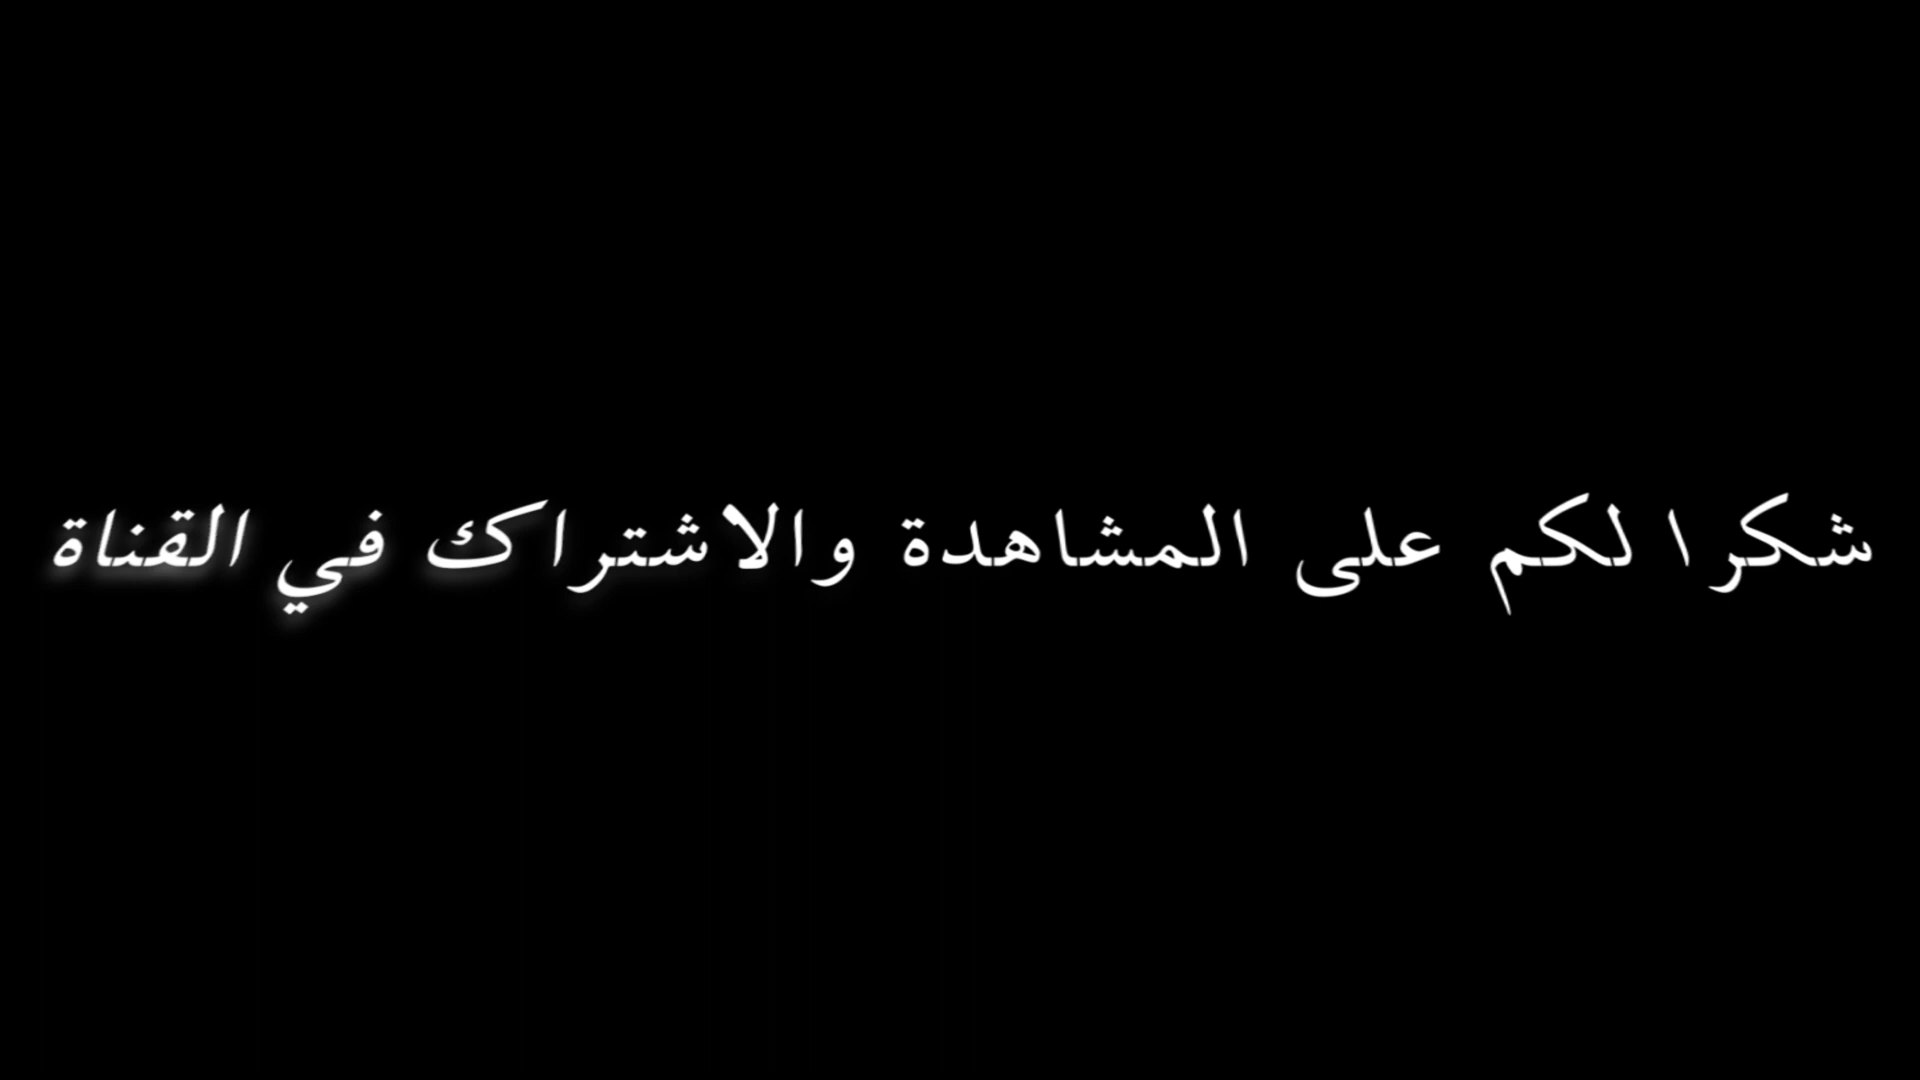 شكرا لكم على المشاهدة والاشتراك في القناة